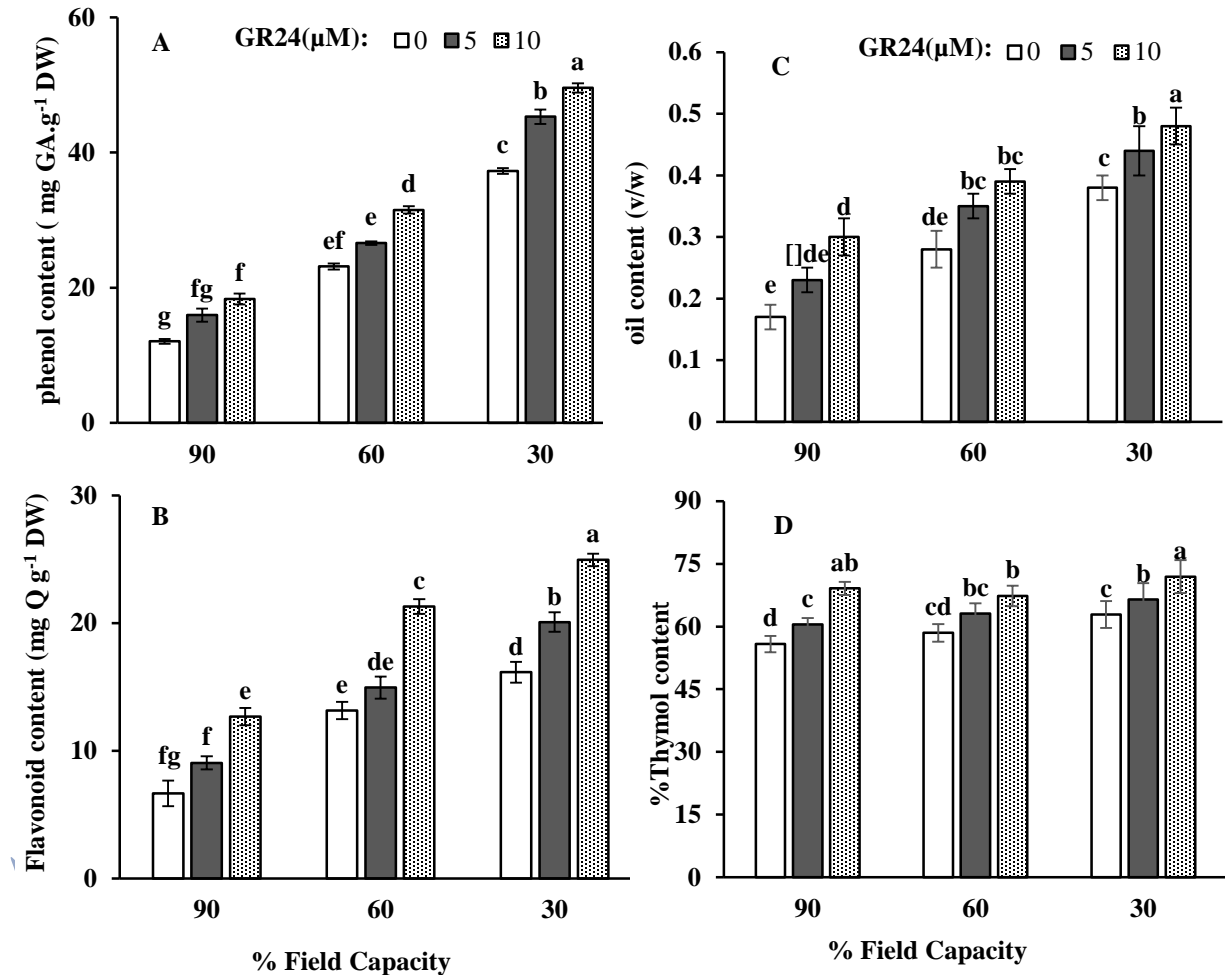 A
GR24(µM): 0 5 10
phenol content ( mg GA.g-1 DW)
60
40
20
0
g
fg
f
ef
e
d
c
b
a
90 60 30
C
GR24(µM): 0 5 10
oil content (v/w)
0.6
0.5
0.4
0.3
0.2
0.1
0
e
[]de
d
de
bc
bc
c
b
a
90 60 30
B
Flavonoid content (mg Q g-1 DW)
30
20
10
0
fg
f
e
e
de
c
d
b
a
90 60 30
% Field Capacity
D
%Thymol content
90
75
60
45
30
15
0
d
c
ab
cd
bc
b
c
b
a
90 60 30
% Field Capacity